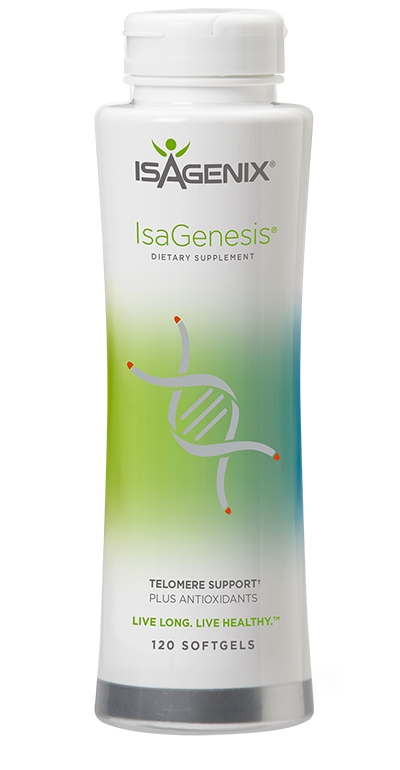 ISAGENIX®
IsaGenesis®
DIETARY SUPPLEMENT
TELOMERE SUPPORT†
PLUS ANTIOXIDANTS
LIVE LONG. LIVE HEALTHY.™
120 SOFTGELS